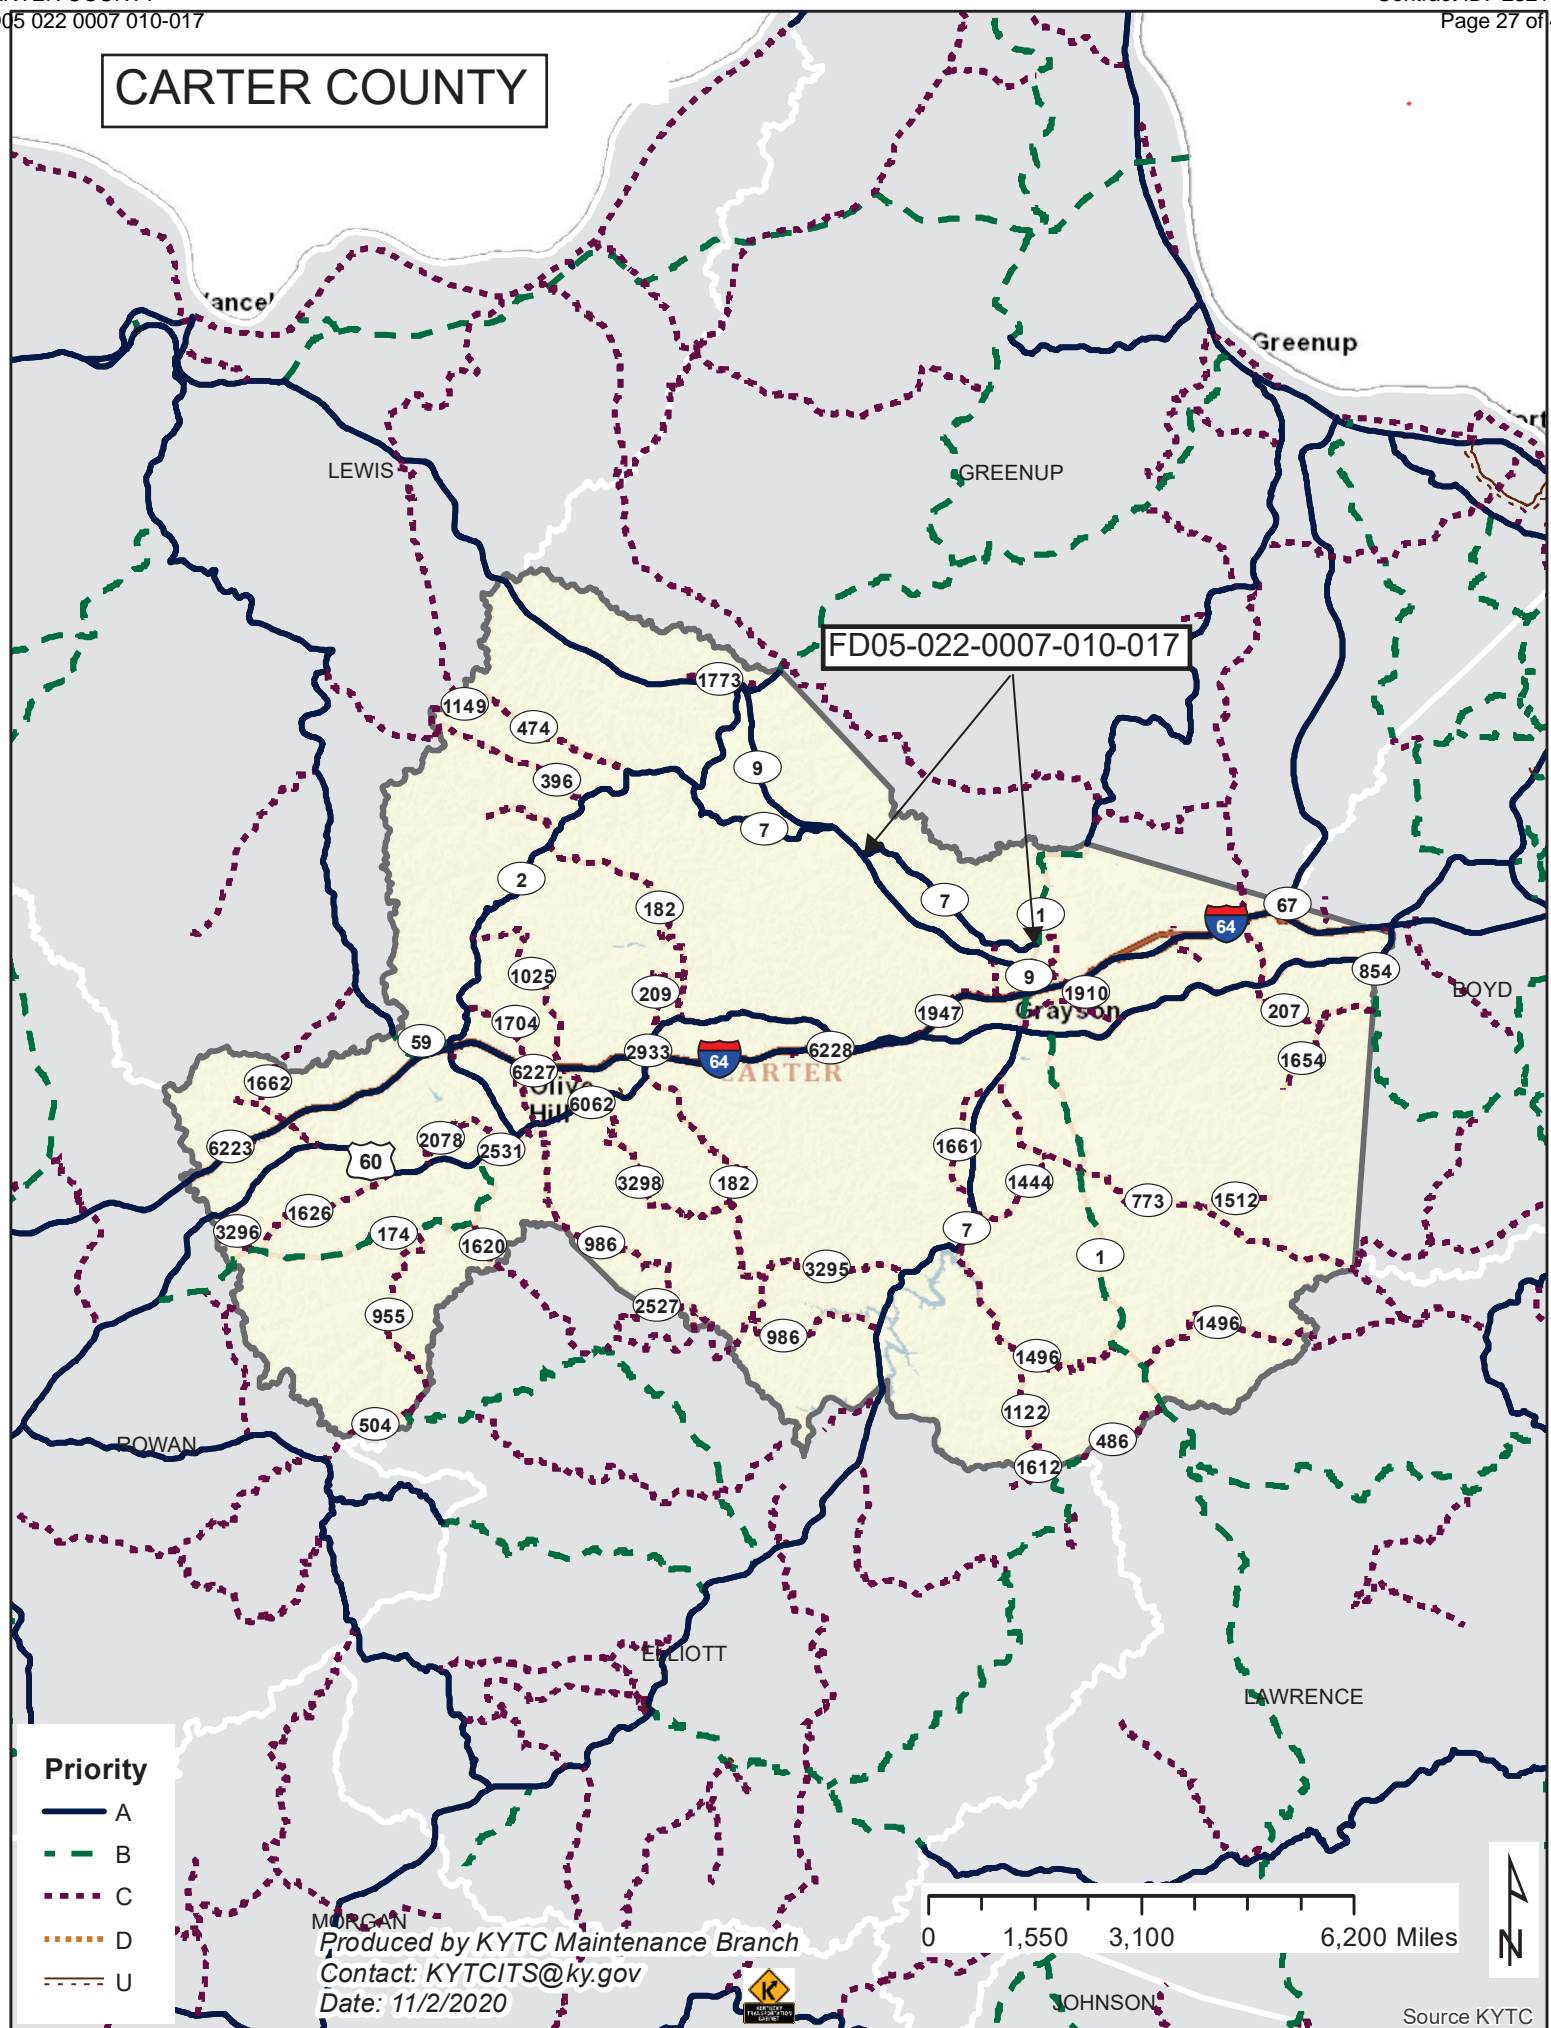 05 022 0007 010-017
Page 27 of
CARTER COUNTY
Greenup
LEWIS
GREENUP
FD05-022-0007-010-017
1773
1149
474
9
396
7
2
182
7
1
67
64
1025
209
9
1910
854
BOYD
1947
Grayson
207
1704
59
2933
64
6228
1654
6227
CARTER
1662
Olive
Hill
6062
6223
2078
2531
60
1661
3298
182
1444
773
1512
1626
3296
174
1620
986
7
1
3295
2527
955
986
1496
1496
1122
504
486
ROWAN
1612
ELLIOTT
LAWRENCE
Priority
A
B
C
D
U
MORGAN
Produced by KYTC Maintenance Branch
Contact: KYTCITS@ky.gov
Date: 11/2/2020
KENTUCKY
TRANSPORTATION
CABINET
0 1,550 3,100 6,200 Miles
N
JOHNSON
Source KYTC